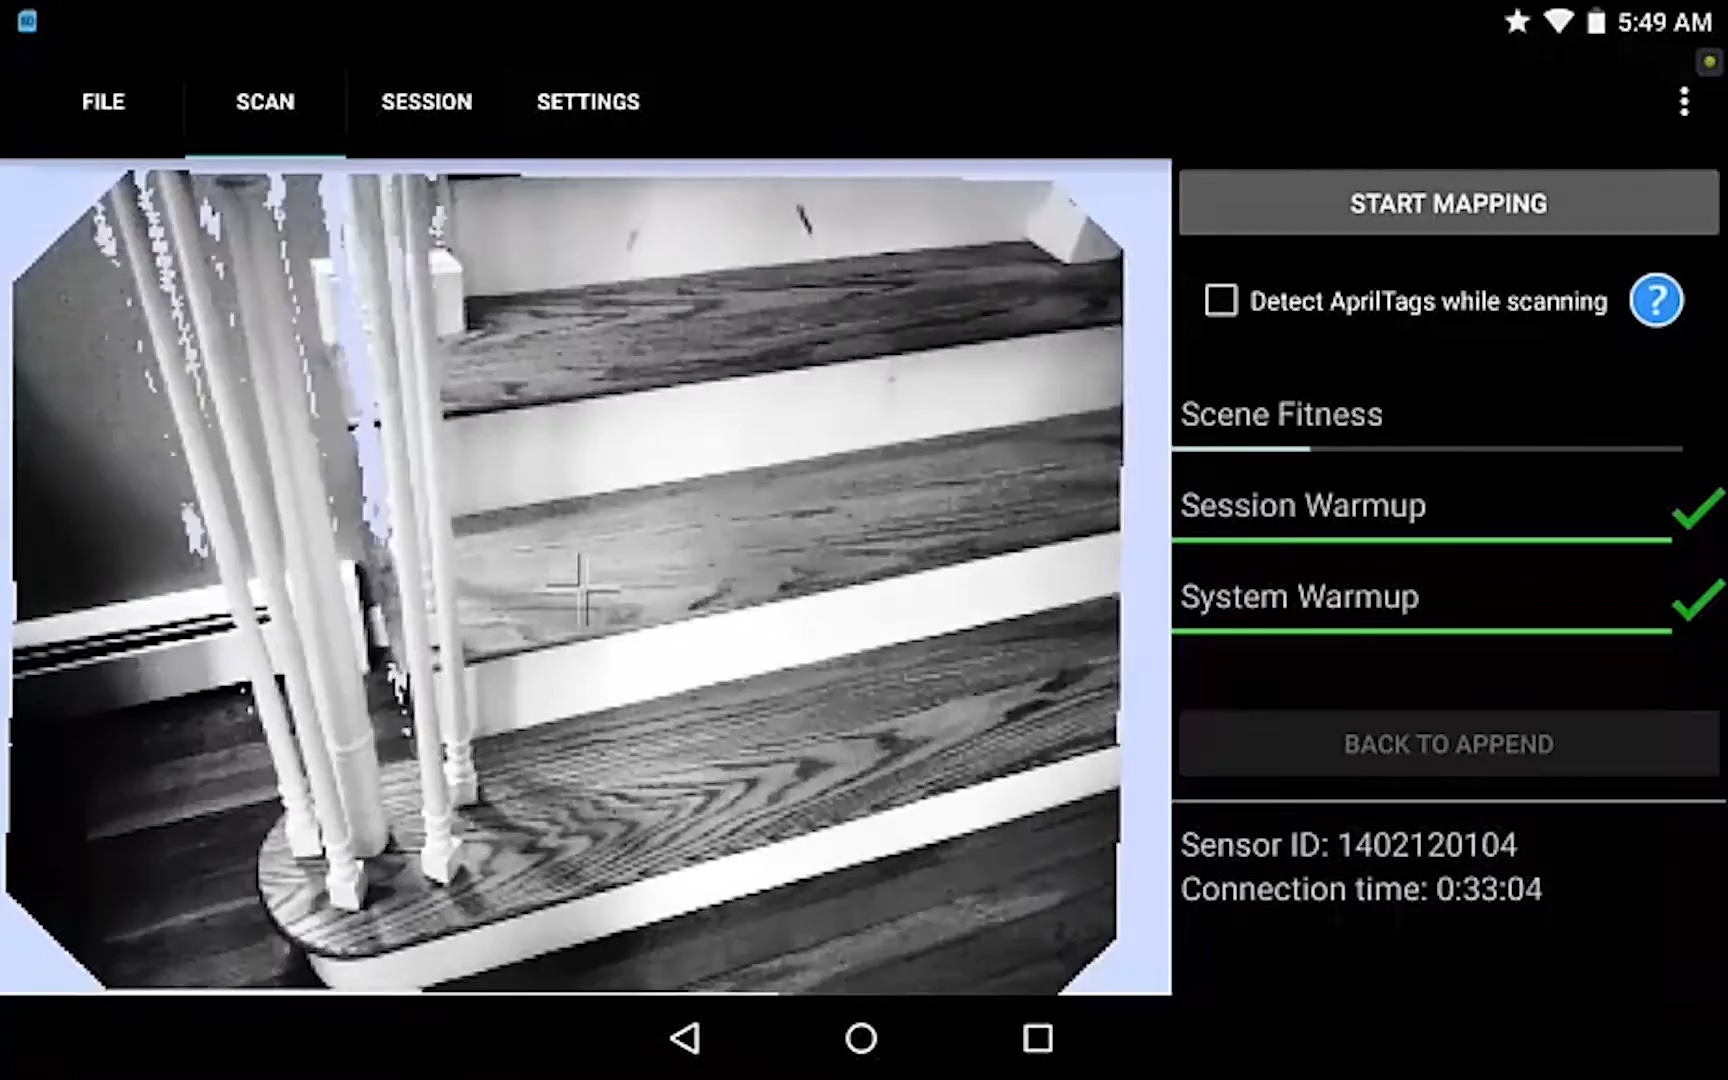 5:49 AM
FILE
SCAN
SESSION
SETTINGS
START MAPPING
Detect AprilTags while scanning
?
Scene Fitness
Session Warmup
System Warmup
BACK TO APPEND
Sensor ID: 1402120104
Connection time: 0:33:04